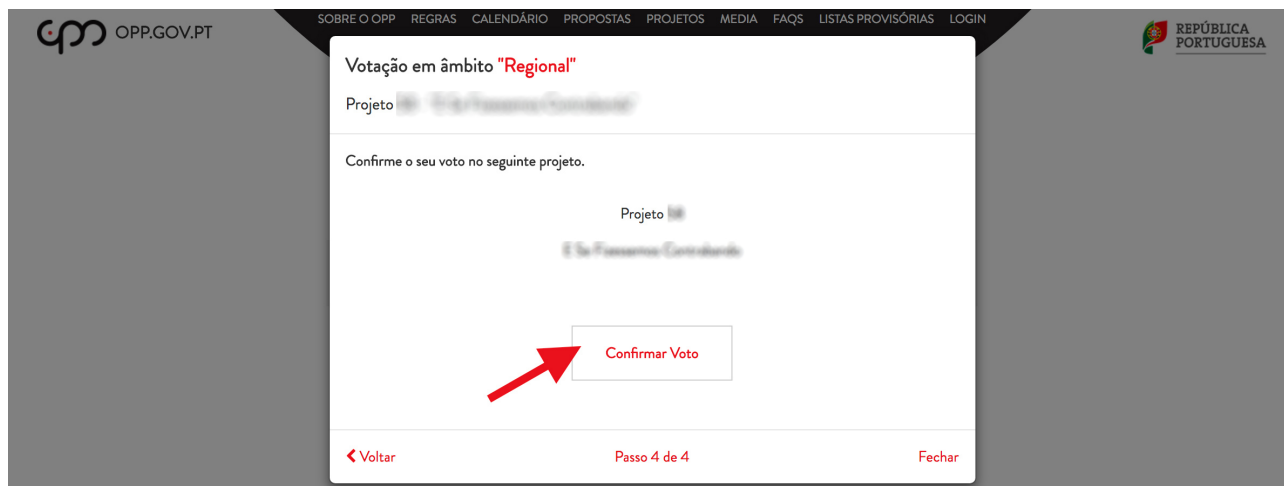 OPP.GOV.PT
SOBRE O OPP REGRAS CALENDÁRIO PROPOSTAS PROJETOS MEDIA FAQS LISTAS PROVISÓRIAS LOGIN
REPÚBLICA
PORTUGUESA
Votação em âmbito "Regional"
Projeto
Confirme o seu voto no seguinte projeto.
Projeto
Confirmar Voto
Voltar
Passo 4 de 4
Fechar